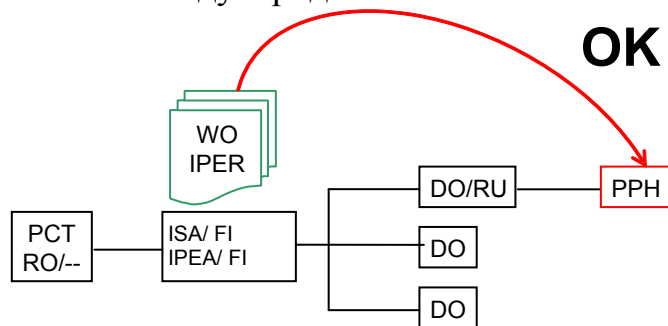 OK
WO
IPER
DO/RU
PPH
PCT
RO/--
ISA/ FI
IPEA/ FI
DO
DO